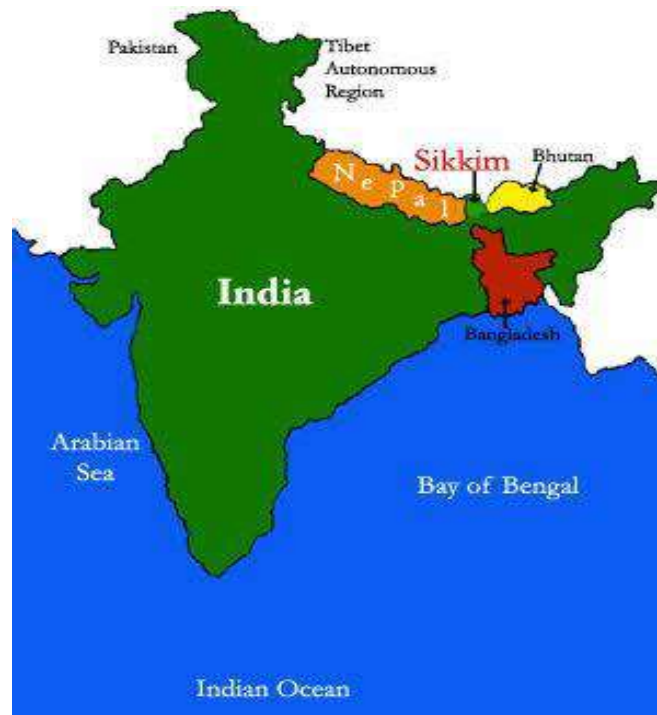 Pakistan
Tibet
Autonomous
Region
Sikkim
Bhutan
Nepal
India
Bangladesh
Arabian
Sea
Bay of Bengal
Indian Ocean